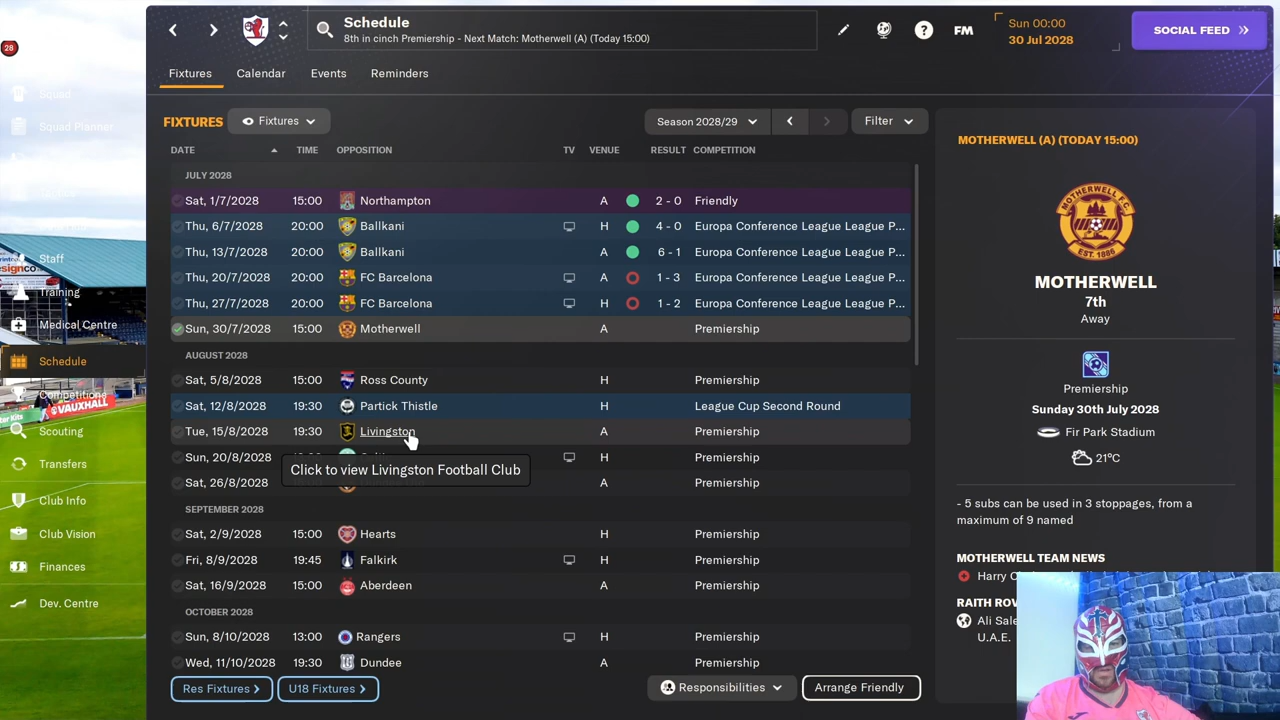 Schedule
8th in cinch Premiership - Next Match: Motherwell (A) (Today 15:00)
Sun 00:00
30 Jul 2028
FM
SOCIAL FEED
28
Fixtures
Calendar
Events
Reminders
Squad
Squad Planner
Staff
Training
Medical Centre
Schedule
Competitions
Scouting
Transfers
Club Info
Club Vision
Finances
Dev. Centre
VAUXHALL
FIXTURES
Fixtures
Season 2028/29
Filter
DATE TIME OPPOSITION TV VENUE RESULT COMPETITION
JULY 2028
Sat, 1/7/2028 15:00 Northampton A 2 - 0 Friendly
Thu, 6/7/2028 20:00 Ballkani H 4 - 0 Europa Conference League League P...
Thu, 13/7/2028 20:00 Ballkani A 6 - 1 Europa Conference League League P...
Thu, 20/7/2028 20:00 FC Barcelona A 1 - 3 Europa Conference League League P...
Thu, 27/7/2028 20:00 FC Barcelona H 1 - 2 Europa Conference League League P...
Sun, 30/7/2028 15:00 Motherwell A Premiership
AUGUST 2028
Sat, 5/8/2028 15:00 Ross County H Premiership
Sat, 12/8/2028 19:30 Partick Thistle H League Cup Second Round
Tue, 15/8/2028 19:30 Livingston A Premiership
Sun, 20/8/2028 H Premiership
Click to view Livingston Football Club
Sat, 26/8/2028 A Premiership
SEPTEMBER 2028
Sat, 2/9/2028 15:00 Hearts H Premiership
Fri, 8/9/2028 19:45 Falkirk H Premiership
Sat, 16/9/2028 15:00 Aberdeen A Premiership
OCTOBER 2028
Sun, 8/10/2028 13:00 Rangers H Premiership
Wed, 11/10/2028 19:30 Dundee A Premiership
Res Fixtures
U18 Fixtures
Responsibilities
Arrange Friendly
MOTHERWELL (A) (TODAY 15:00)
MOTHERWELL F.C.
EST. 1886
MOTHERWELL
7th
Away
Premiership
Sunday 30th July 2028
Fir Park Stadium
21°C
- 5 subs can be used in 3 stoppages, from a
maximum of 9 named
MOTHERWELL TEAM NEWS
Harry
RAITH ROV
Ali Sale
U.A.E.